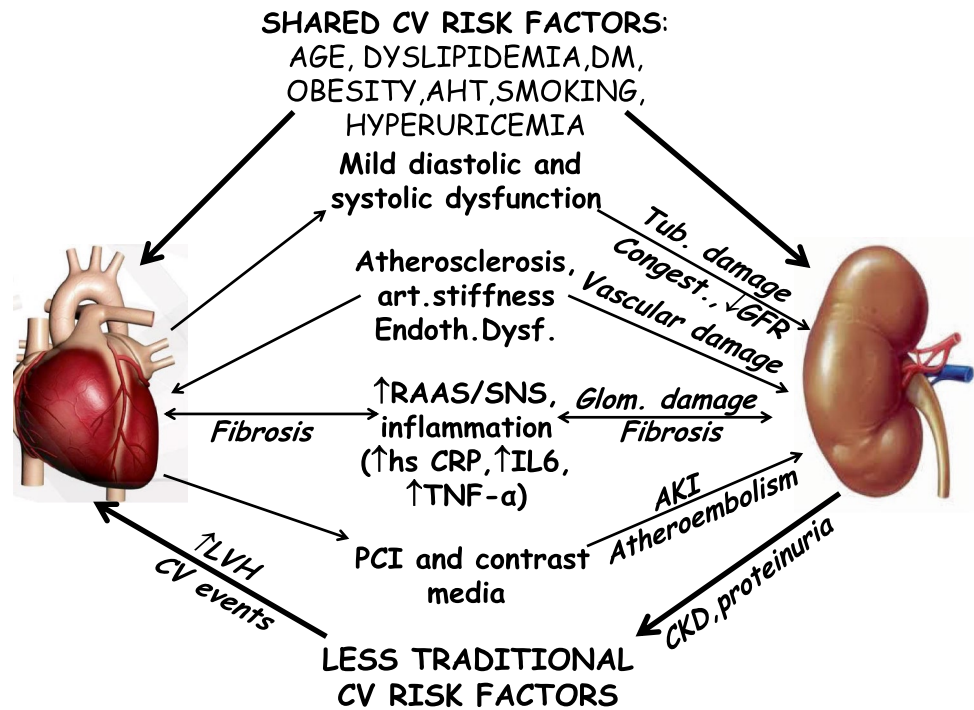 SHARED CV RISK FACTORS:
AGE, DYSLIPIDEMIA,DM,
OBESITY,AHT,SMOKING,
HYPERURICEMIA
Mild diastolic and
systolic dysfunction
Tub. damage
Congest., ↓GFR
Atherosclerosis,
art.stiffness
Endoth.Dysf.
Vascular damage
↑RAAS/SNS,
inflammation
(↑hs CRP,↑IL6,
↑TNF-α)
Fibrosis
Glom. damage
Fibrosis
PCI and contrast
media
AKI
Atheroembolism
↑LVH
CV events
CKD,proteinuria
LESS TRADITIONAL
CV RISK FACTORS